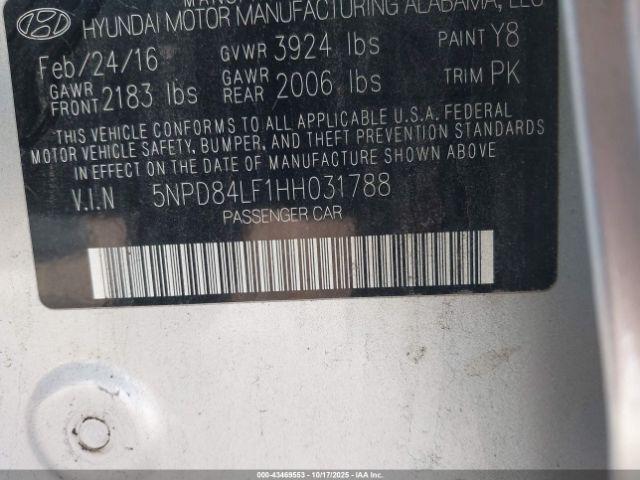 HYUNDAI MOTOR MANUFACTURING ALABAMA, LLC
Feb/24/16 GVWR 3924 lbs PAINT Y8
GAWR FRONT 2183 lbs GAWR REAR 2006 lbs TRIM PK
THIS VEHICLE CONFORMS TO ALL APPLICABLE U.S.A. FEDERAL
MOTOR VEHICLE SAFETY, BUMPER, AND THEFT PREVENTION STANDARDS
IN EFFECT ON THE DATE OF MANUFACTURE SHOWN ABOVE.
V.I.N 5NPD84LF1HH031788
PASSENGER CAR
000-43469553 | 10/17/2025 | IAA, Inc.